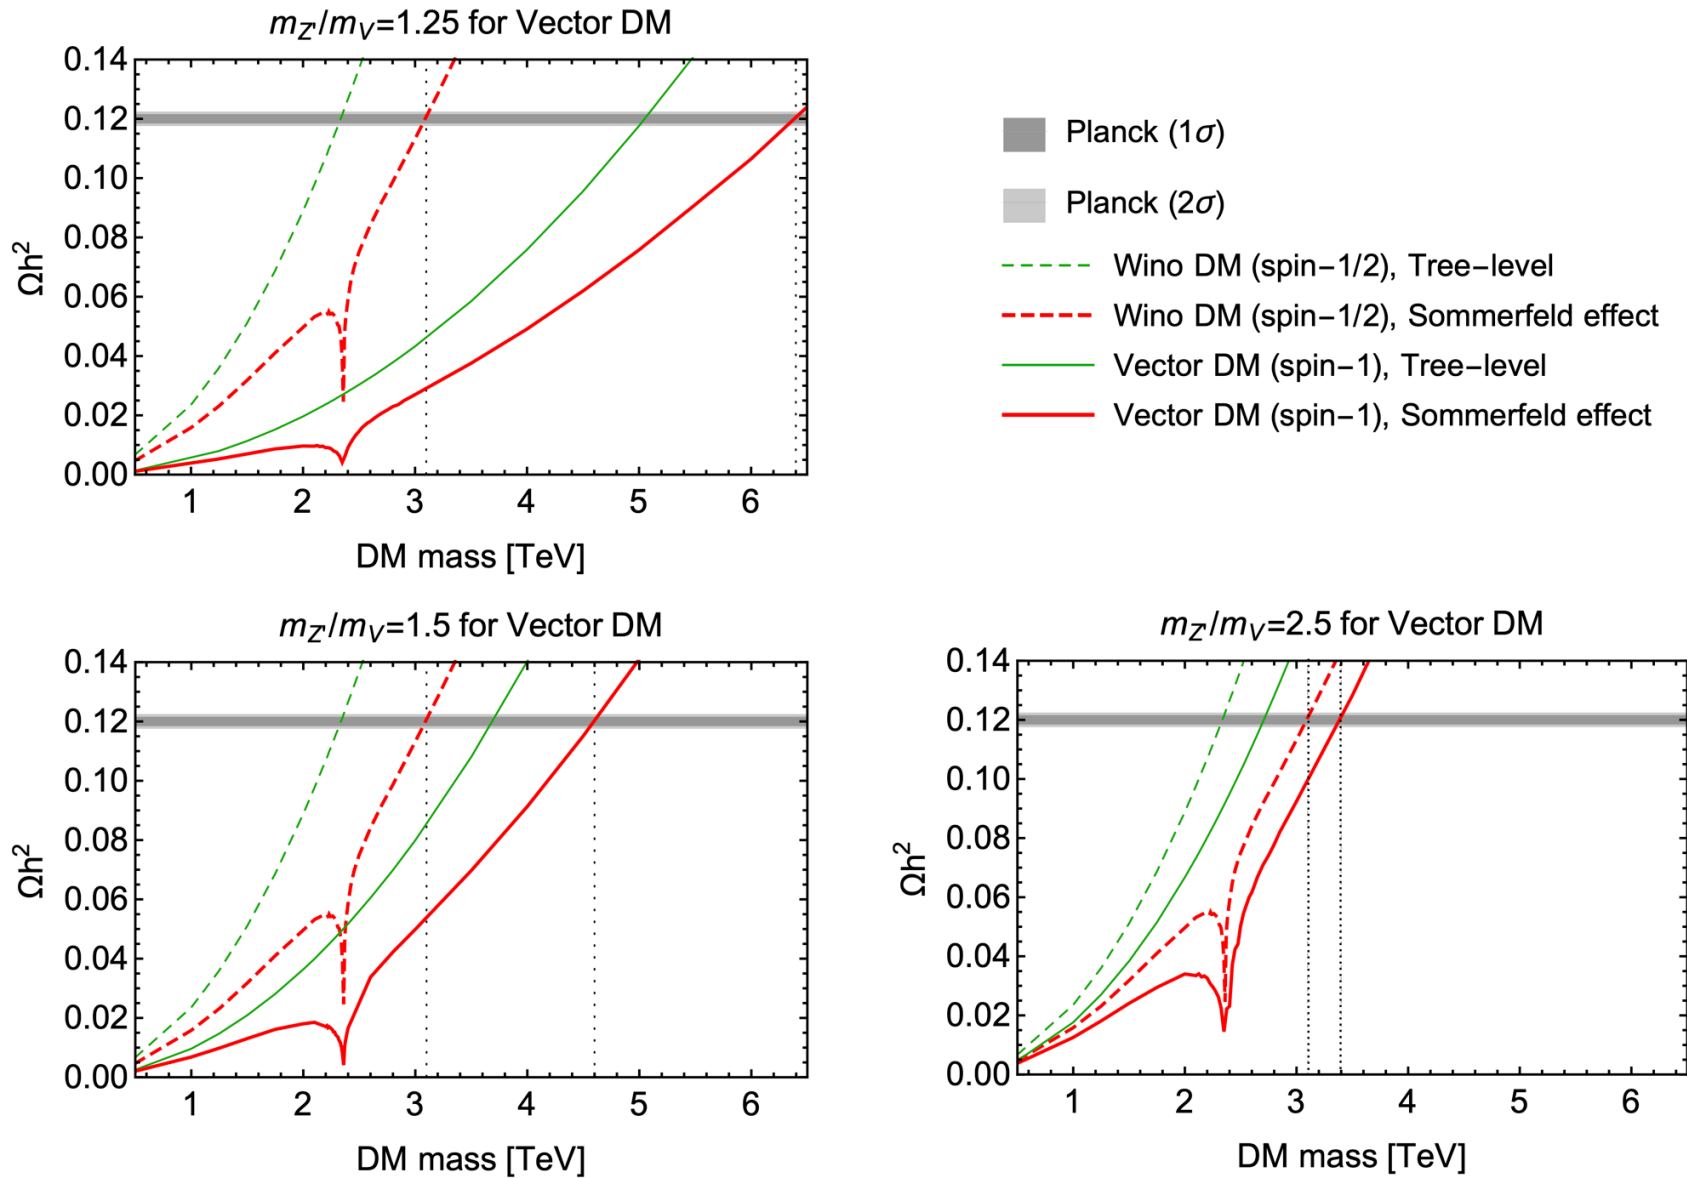 m_Z'/m_V=1.25 for Vector DM
0.14
0.12
0.10
0.08
0.06
0.04
0.02
0.00
Ωh²
1 2 3 4 5 6
DM mass [TeV]
Planck (1σ)
Planck (2σ)
Wino DM (spin−1/2), Tree−level
Wino DM (spin−1/2), Sommerfeld effect
Vector DM (spin−1), Tree−level
Vector DM (spin−1), Sommerfeld effect
m_Z'/m_V=1.5 for Vector DM
0.14
0.12
0.10
0.08
0.06
0.04
0.02
0.00
Ωh²
1 2 3 4 5 6
DM mass [TeV]
m_Z'/m_V=2.5 for Vector DM
0.14
0.12
0.10
0.08
0.06
0.04
0.02
0.00
Ωh²
1 2 3 4 5 6
DM mass [TeV]